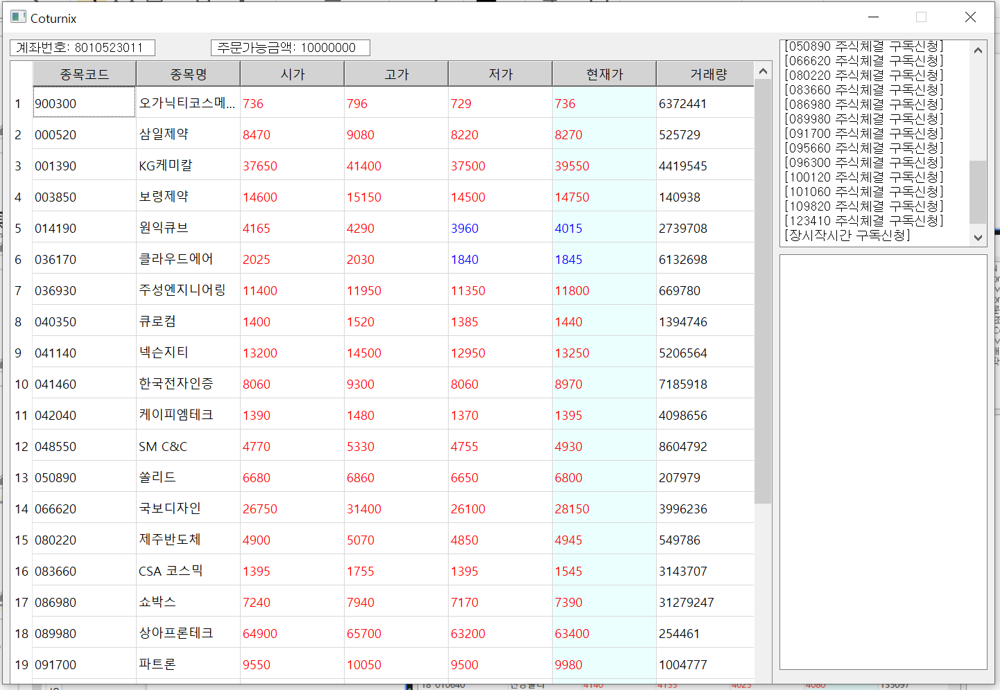 Coturnix
계좌번호: 8010523011 주문가능금액: 10000000
종목코드 종목명 시가 고가 저가 현재가 거래량
1 900300 오가닉티코스메... 736 796 729 736 6372441
2 000520 삼일제약 8470 9080 8220 8270 525729
3 001390 KG케미칼 37650 41400 37500 39550 4419545
4 003850 보령제약 14600 15150 14500 14750 140938
5 014190 원익큐브 4165 4290 3960 4015 2739708
6 036170 클라우드에어 2025 2030 1840 1845 6132698
7 036930 주성엔지니어링 11400 11950 11350 11800 669780
8 040350 큐로컴 1400 1520 1385 1440 1394746
9 041140 넥슨지티 13200 14500 12950 13250 5206564
10 041460 한국전자인증 8060 9300 8060 8970 7185918
11 042040 케이피엠테크 1390 1480 1370 1395 4098656
12 048550 SM C&C 4770 5330 4755 4930 8604792
13 050890 쏠리드 6680 6860 6650 6800 207979
14 066620 국보디자인 26750 31400 26100 28150 3996236
15 080220 제주반도체 4900 5070 4850 4945 549786
16 083660 CSA 코스믹 1395 1755 1395 1545 3143707
17 086980 쇼박스 7240 7940 7170 7390 31279247
18 089980 상아프론테크 64900 65700 63200 63400 254461
19 091700 파트론 9550 10050 9500 9980 1004777
[050890 주식체결 구독신청]
[066620 주식체결 구독신청]
[080220 주식체결 구독신청]
[083660 주식체결 구독신청]
[086980 주식체결 구독신청]
[089980 주식체결 구독신청]
[091700 주식체결 구독신청]
[095660 주식체결 구독신청]
[096300 주식체결 구독신청]
[100120 주식체결 구독신청]
[101060 주식체결 구독신청]
[109820 주식체결 구독신청]
[123410 주식체결 구독신청]
[장시작시간 구독신청]